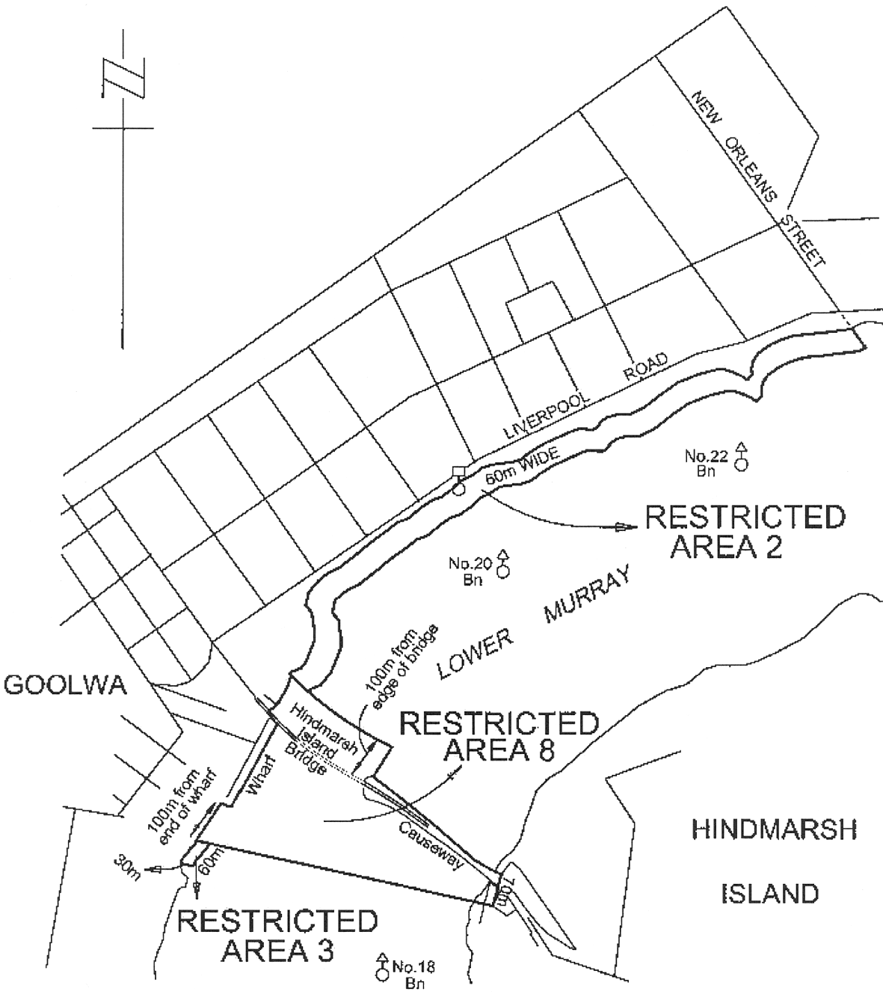 N
NEW ORLEANS STREET
LIVERPOOL ROAD
60m WIDE
No.22
Bn
RESTRICTED
AREA 2
No.20
Bn
LOWER MURRAY
100m from
edge of bridge
GOOLWA
Hindmarsh
Island
Bridge
RESTRICTED
AREA 8
Wharf
100m from
end of wharf
Causeway
HINDMARSH
ISLAND
30m
60m
70m
RESTRICTED
AREA 3
No.18
Bn